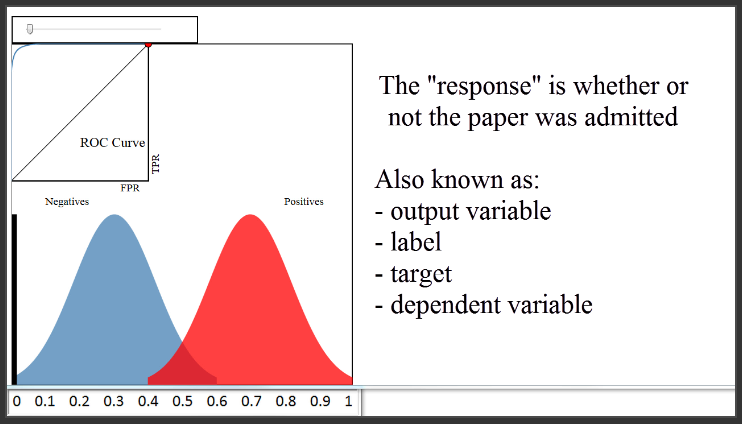 The "response" is whether or
not the paper was admitted
Also known as:
- output variable
- label
- target
- dependent variable
ROC Curve
TPR
FPR
Negatives
Positives
0 0.1 0.2 0.3 0.4 0.5 0.6 0.7 0.8 0.9 1